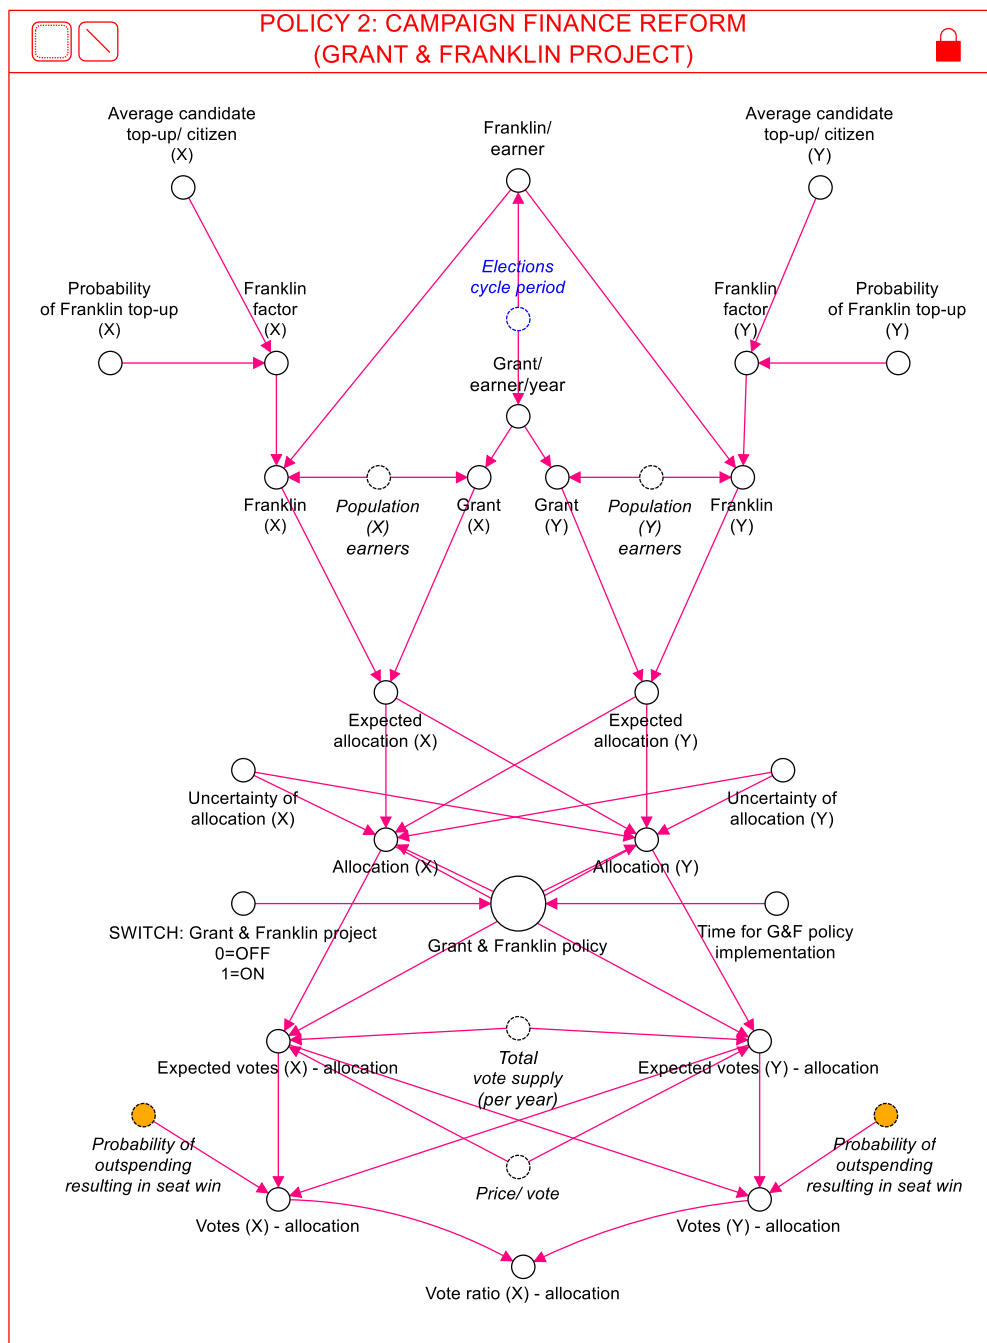 POLICY 2: CAMPAIGN FINANCE REFORM
(GRANT & FRANKLIN PROJECT)
Average candidate
top-up/ citizen
(X)
Franklin/
earner
Average candidate
top-up/ citizen
(Y)
Elections
cycle period
Probability
of Franklin top-up
(X)
Franklin
factor
(X)
Franklin
factor
(Y)
Probability
of Franklin top-up
(Y)
Grant/
earner/year
Franklin
(X)
Population
(X)
earners
Grant
(X)
Grant
(Y)
Population
(Y)
earners
Franklin
(Y)
Expected
allocation (X)
Expected
allocation (Y)
Uncertainty of
allocation (X)
Uncertainty of
allocation (Y)
Allocation (X)
Allocation (Y)
SWITCH: Grant & Franklin project
0=OFF
1=ON
Grant & Franklin policy
Time for G&F policy
implementation
Expected votes (X) - allocation
Total
vote supply
(per year)
Expected votes (Y) - allocation
Probability of
outspending
resulting in seat win
Price/ vote
Probability of
outspending
resulting in seat win
Votes (X) - allocation
Votes (Y) - allocation
Vote ratio (X) - allocation